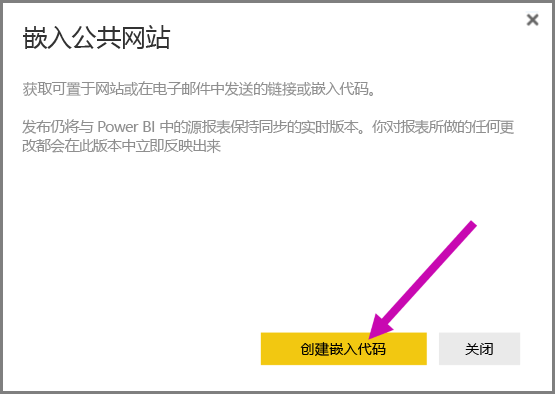 嵌入公共网站
获取可置于网站或在电子邮件中发送的链接或嵌入代码。
发布仍将与 Power BI 中的源报表保持同步的实时版本。你对报表所做的任何更
改都会在此版本中立即反映出来
创建嵌入代码
关闭